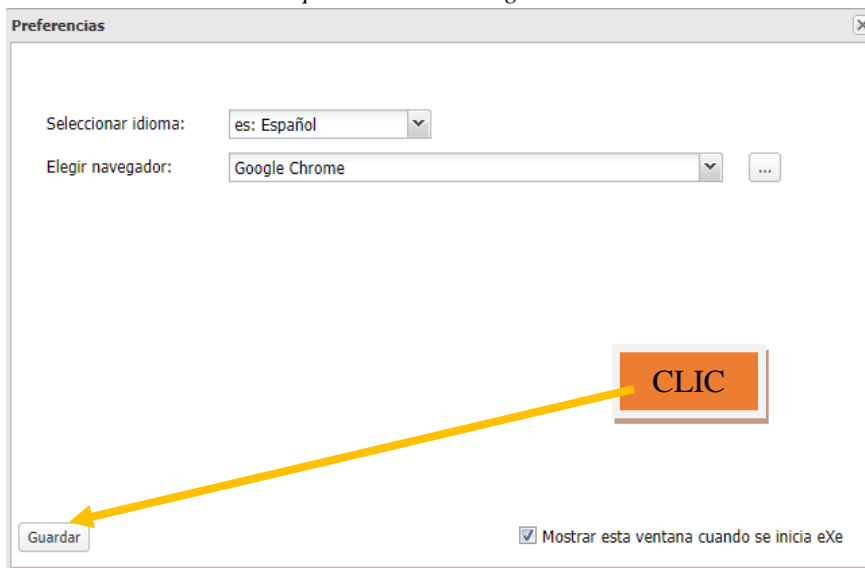 Preferencias
Seleccionar idioma: es: Español
Elegir navegador: Google Chrome ...
CLIC
Guardar Mostrar esta ventana cuando se inicia eXe